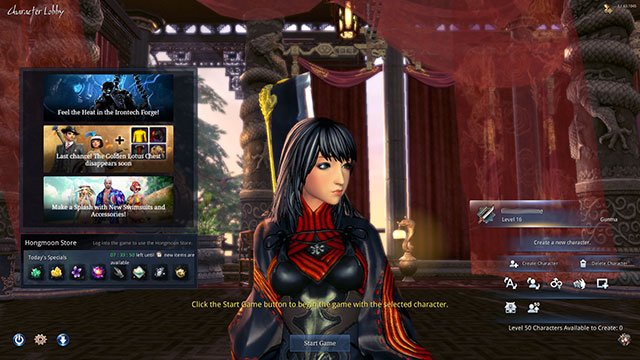 Character Lobby
Feel the Heat in the Irontech Forge!
Last chance! The Golden Lotus Chest
disappears soon
Make a Splash with New Swimsuits and
Accessories!
Hongmoon Store
Log into the game to use the Hongmoon Store.
Today's Specials
left until
new items are
available
Level 16
Gunma
Create a new character.
Create Character
Delete Character
Click the Start Game button to begin the game with the selected character.
Level 50 Characters Available to Create: 0
Start Game